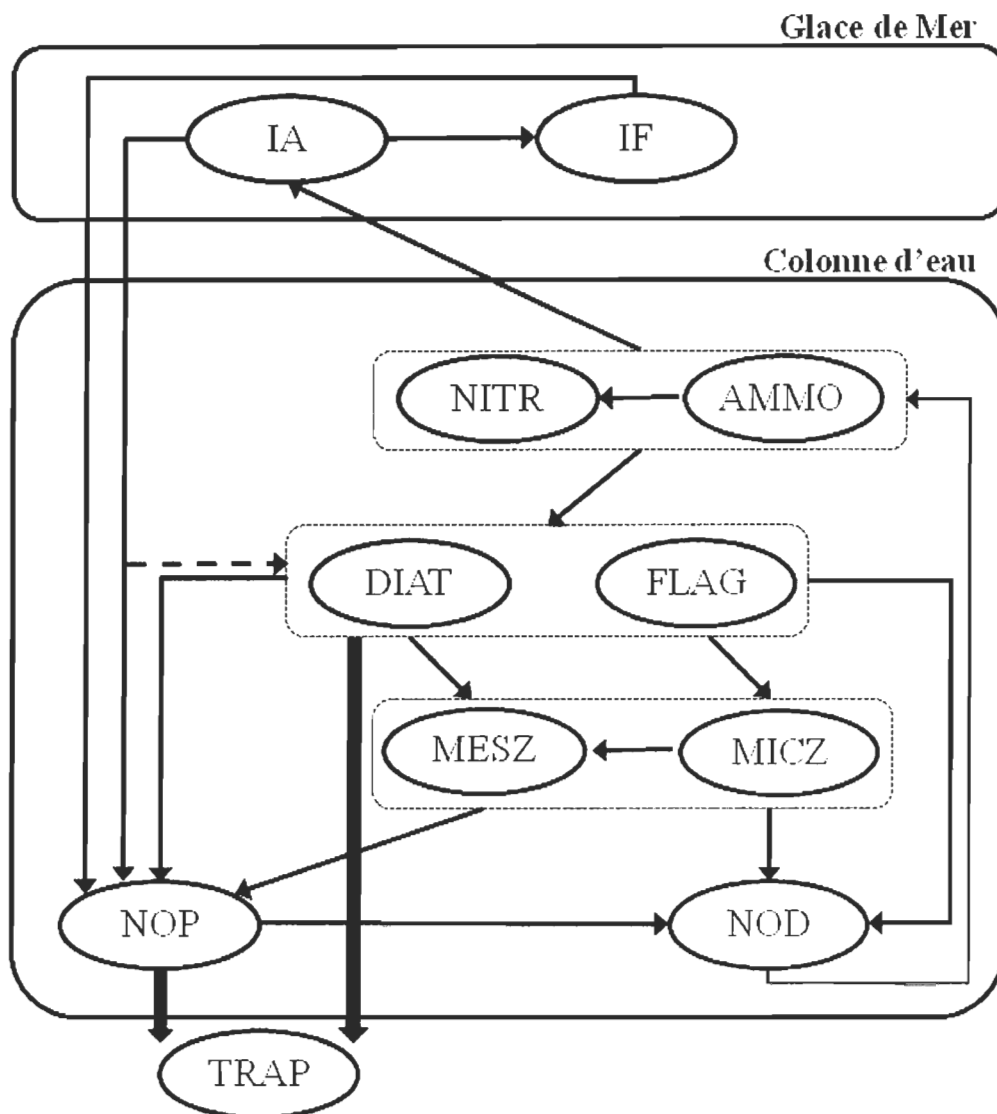 Glace de Mer
IA
IF
Colonne d'eau
NITR
AMMO
DIAT
FLAG
MESZ
MICZ
NOP
NOD
TRAP